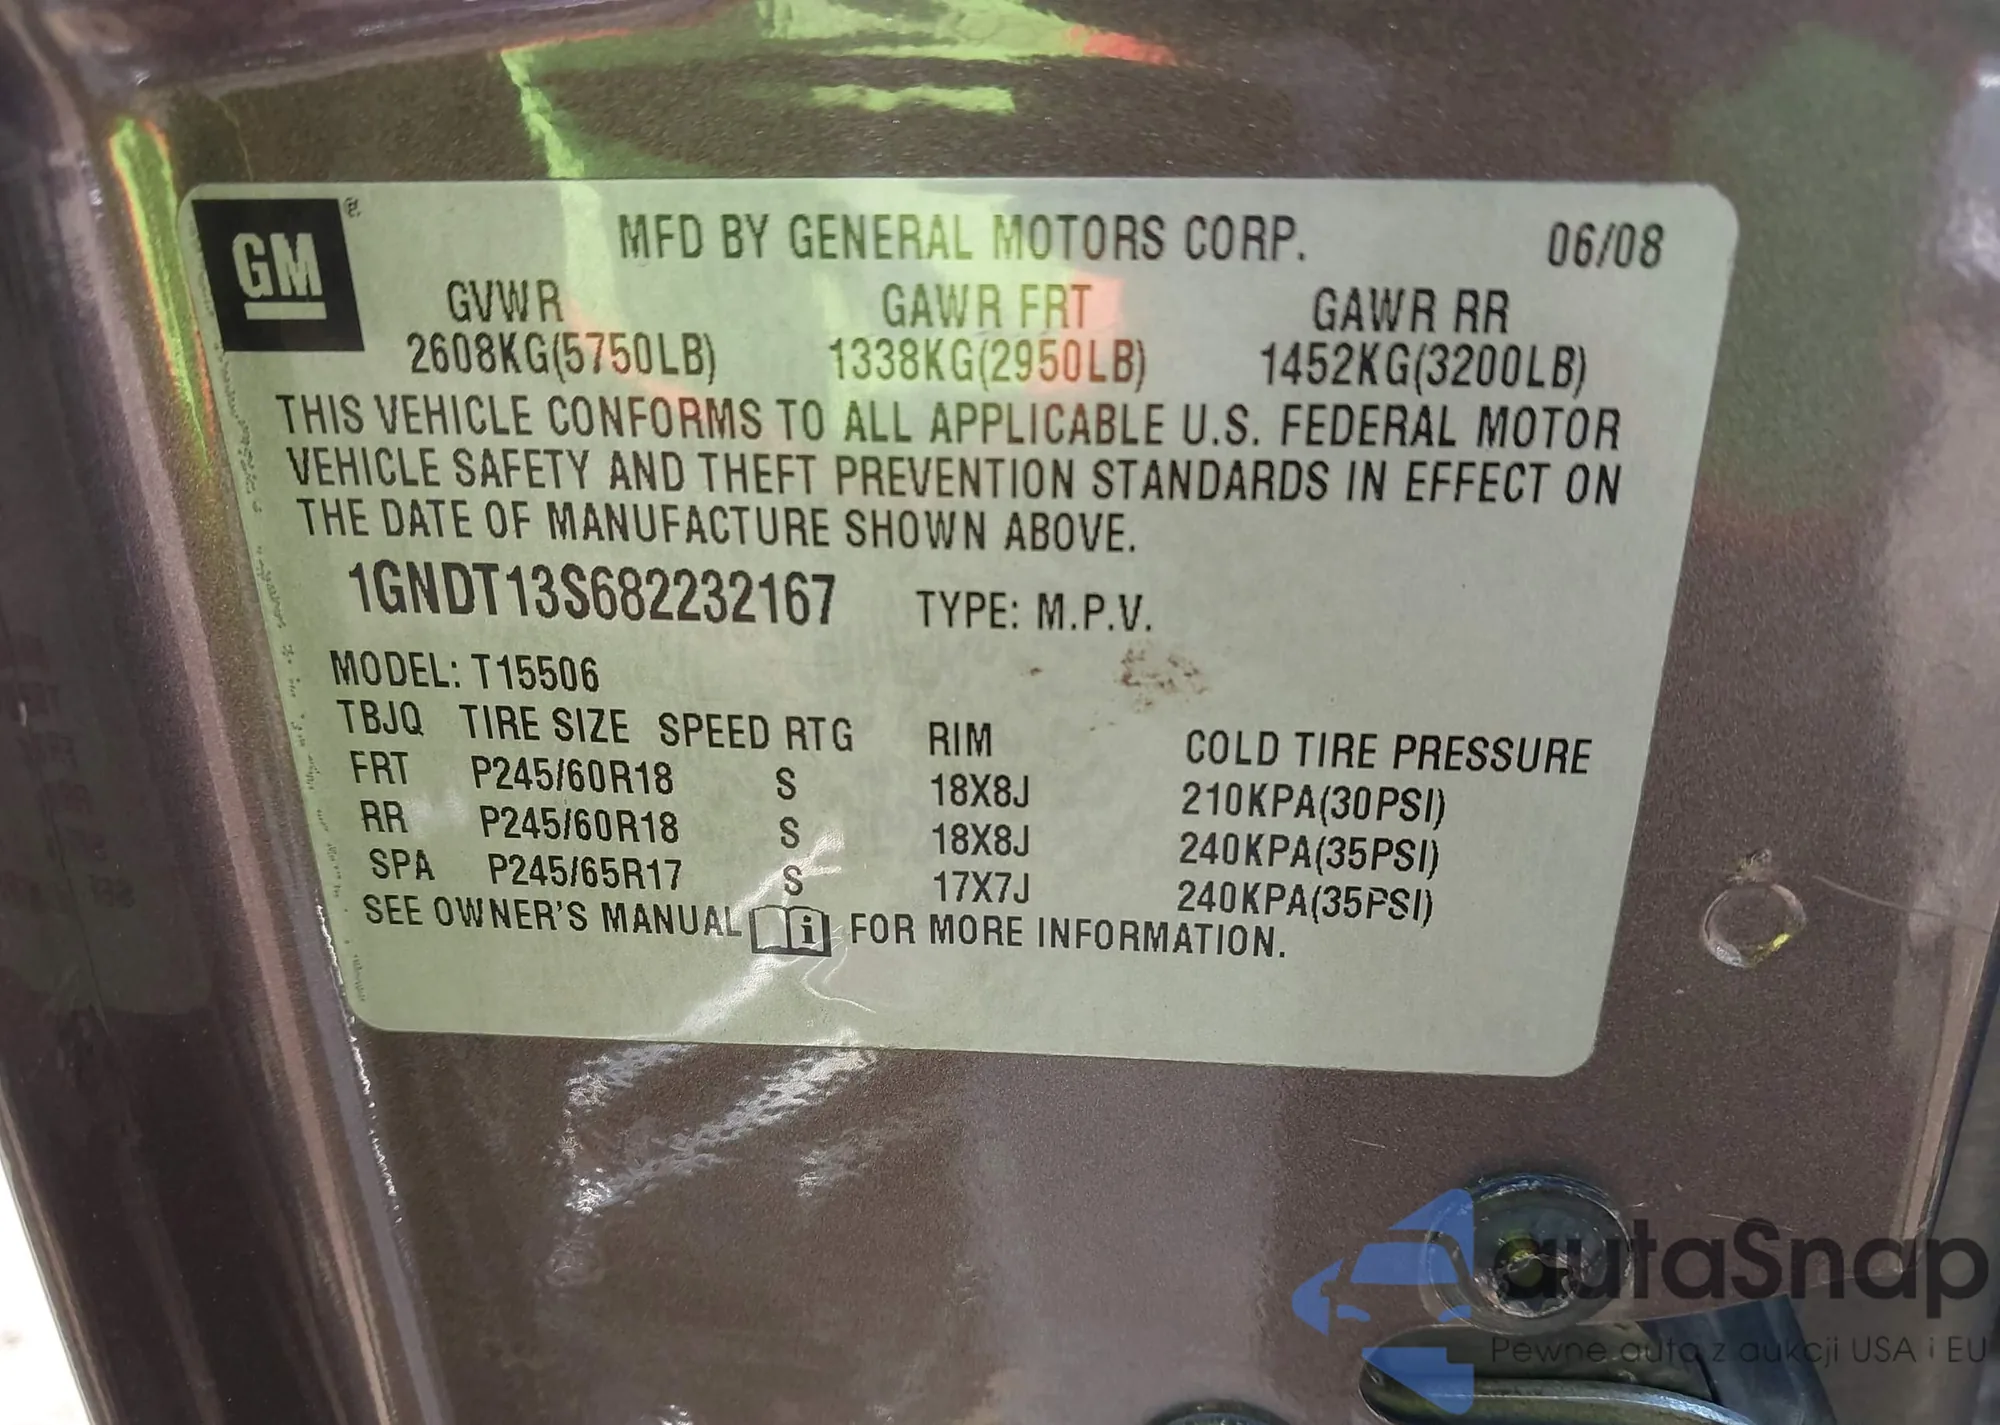 GM
MFD BY GENERAL MOTORS CORP. 06/08
GVWR GAWR FRT GAWR RR
2608KG(5750LB) 1338KG(2950LB) 1452KG(3200LB)
THIS VEHICLE CONFORMS TO ALL APPLICABLE U.S. FEDERAL MOTOR
VEHICLE SAFETY AND THEFT PREVENTION STANDARDS IN EFFECT ON
THE DATE OF MANUFACTURE SHOWN ABOVE.
1GNDT13S682232167 TYPE: M.P.V.
MODEL: T15506
TBJQ TIRE SIZE SPEED RTG RIM COLD TIRE PRESSURE
FRT P245/60R18 S 18X8J 210KPA(30PSI)
RR P245/60R18 S 18X8J 240KPA(35PSI)
SPA P245/65R17 S 17X7J 240KPA(35PSI)
SEE OWNER'S MANUAL i FOR MORE INFORMATION.
autaSnap
Pewne auta z aukcji USA i EU